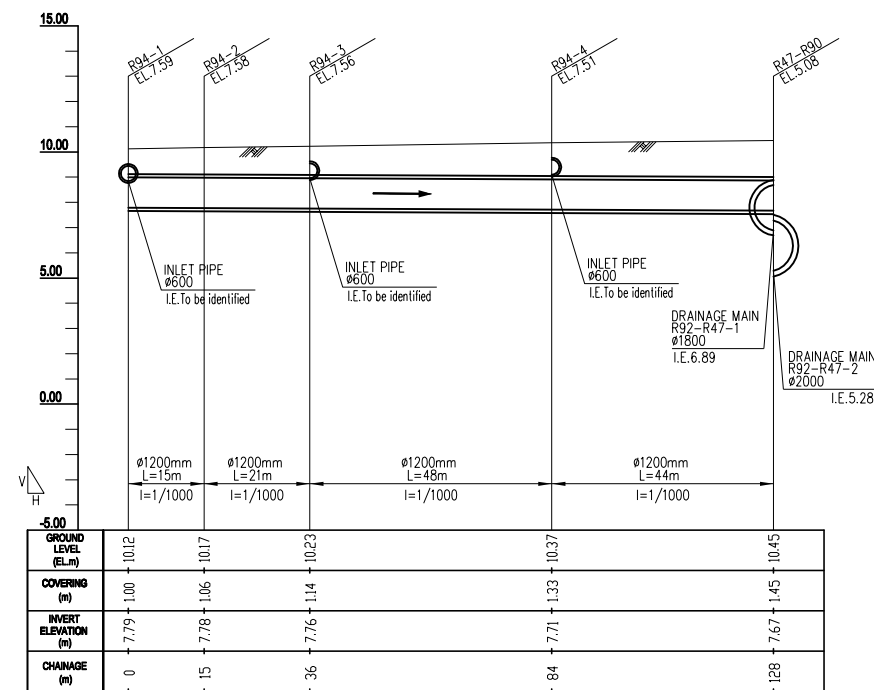 15.00
10.00
5.00
0.00
-5.00
R94-1
EL.7.59
R94-2
EL.7.58
R94-3
EL.7.56
R94-4
EL.7.51
R47-R90
EL.5.08
INLET PIPE
ø600
I.E.To be identified
INLET PIPE
ø600
I.E.To be identified
INLET PIPE
ø600
I.E.To be identified
DRAINAGE MAIN
R92-R47-1
ø1800
I.E.6.89
DRAINAGE MAIN
R92-R47-2
ø2000
I.E.5.28
V
H
ø1200mm
L=15m
I=1/1000
ø1200mm
L=21m
I=1/1000
ø1200mm
L=48m
I=1/1000
ø1200mm
L=44m
I=1/1000
GROUND
LEVEL
(EL.m)
10.12 10.17 10.23 10.37 10.45
COVERING
(m)
1.00 1.06 1.14 1.33 1.45
INVERT
ELEVATION
(m)
7.79 7.78 7.76 7.71 7.67
CHAINAGE
(m)
0 15 36 84 128